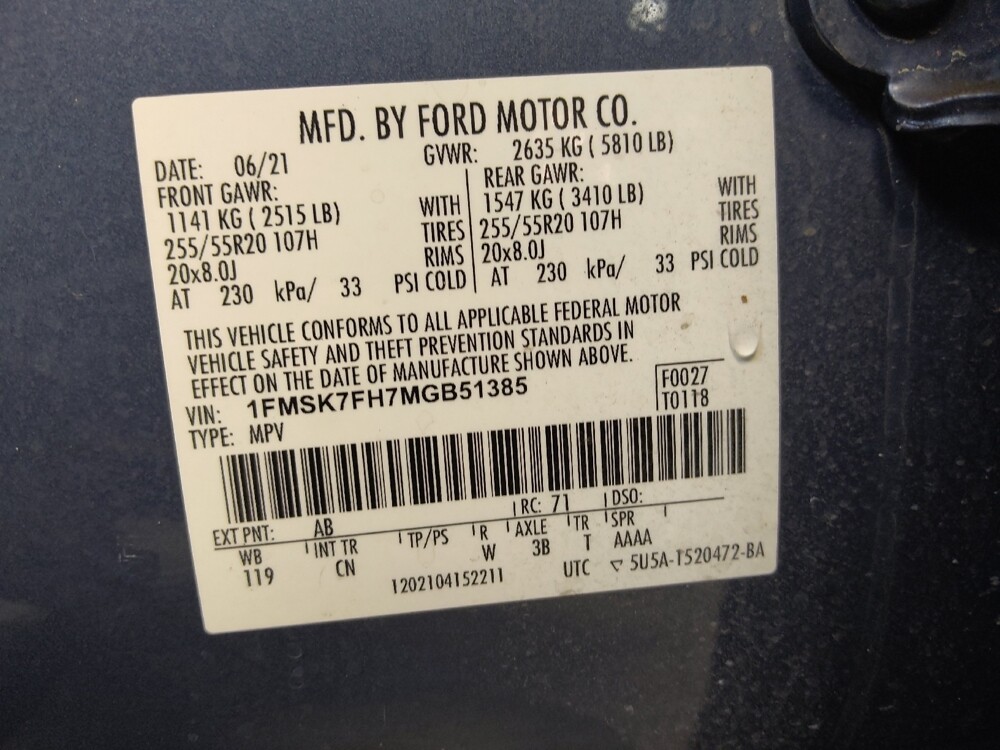 MFD. BY FORD MOTOR CO.
DATE: 06/21 GVWR: 2635 KG ( 5810 LB)
FRONT GAWR: REAR GAWR:
1141 KG ( 2515 LB) WITH 1547 KG ( 3410 LB) WITH
255/55R20 107H TIRES 255/55R20 107H TIRES
20x8.0J RIMS 20x8.0J RIMS
AT 230 kPa/ 33 PSI COLD AT 230 kPa/ 33 PSI COLD
THIS VEHICLE CONFORMS TO ALL APPLICABLE FEDERAL MOTOR
VEHICLE SAFETY AND THEFT PREVENTION STANDARDS IN
EFFECT ON THE DATE OF MANUFACTURE SHOWN ABOVE.
VIN: 1FMSK7FH7MGB51385 F0027
TYPE: MPV T0118
EXT PNT: AB RC: 71 DSO:
WB INT TR TP/PS R AXLE TR SPR
119 CN W 3B T AAAA
1202104152211 UTC ▽ 5U5A-1520472-BA